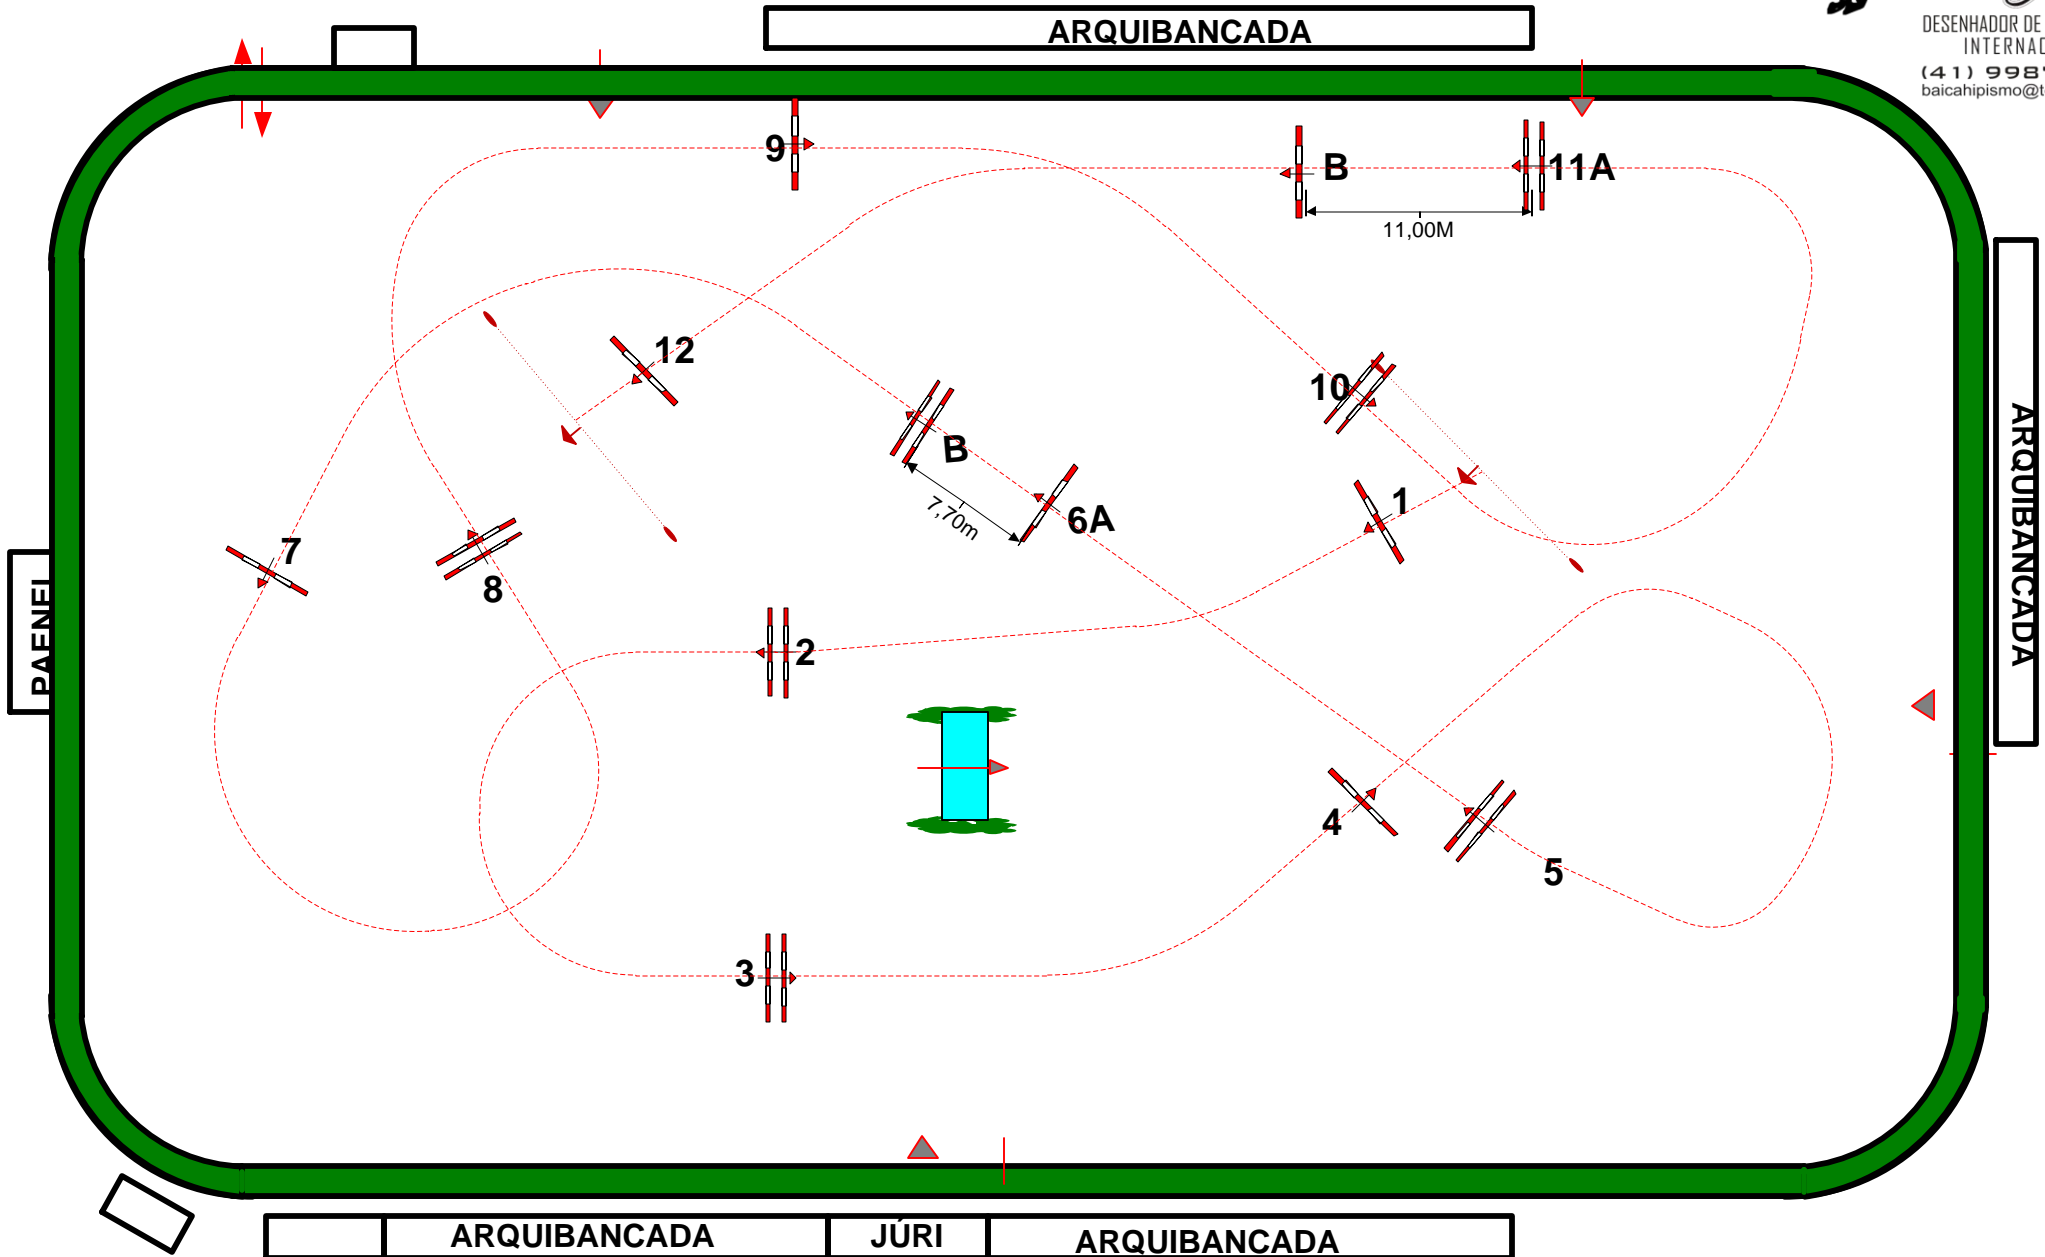 ARQUIBANCADA
DESENHADOR DE
INTERNAC
(41) 998
baicahipismo@t
9
B
11A
11,00M
12
10
B
7,70m
6A
1
7
8
2
ARQUIBANCADA
4
5
3
ARQUIBANCADA
JÚRI
ARQUIBANCADA